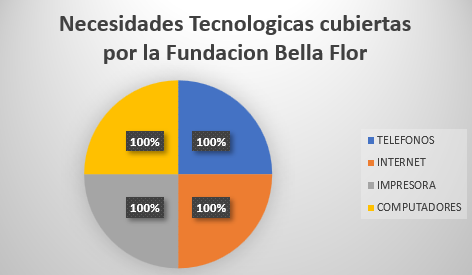 Necesidades Tecnologicas cubiertas
por la Fundacion Bella Flor
100% 100%
100% 100%
TELEFONOS
INTERNET
IMPRESORA
COMPUTADORES